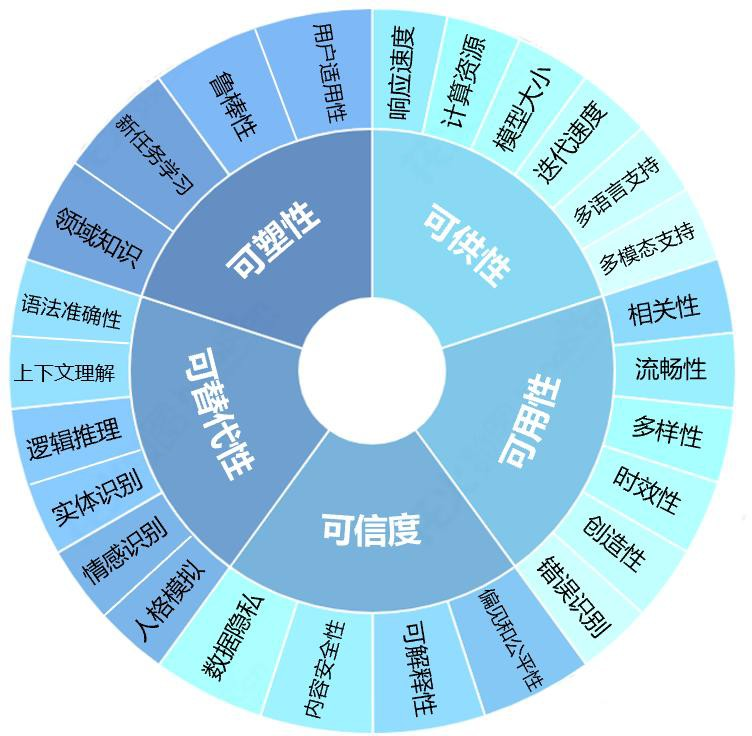 可供性
响应速度
计算资源
模型大小
迭代速度
多语言支持
多模态支持
可用性
相关性
流畅性
多样性
时效性
创造性
错误识别
可信度
偏见和公平性
可解释性
内容安全性
数据隐私
可替代性
人格模拟
情感识别
实体识别
逻辑推理
上下文理解
语法准确性
可塑性
领域知识
新任务学习
鲁棒性
用户适用性